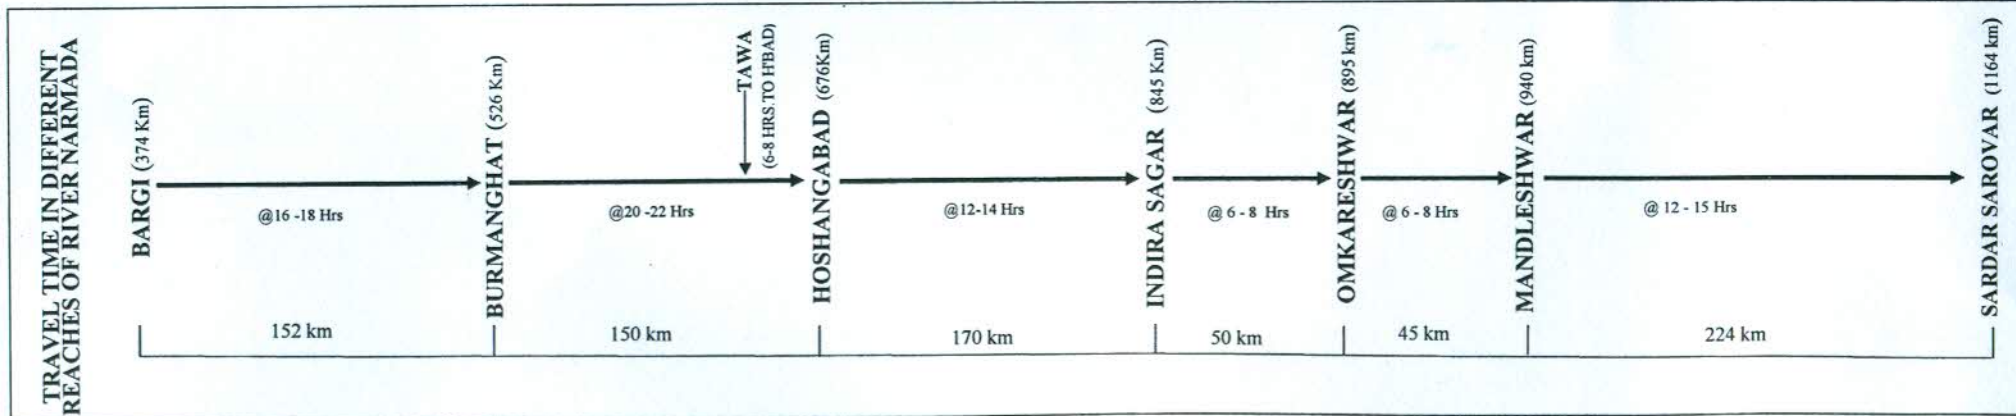 TRAVEL TIME IN DIFFERENT
REACHES OF RIVER NARMADA
BARGI (374 Km)
@16 -18 Hrs
152 km
BURMANGHAT (526 Km)
@20 -22 Hrs
150 km
TAWA
(6-8 HRS.TO H'BAD)
HOSHANGABAD (676Km)
@12-14 Hrs
170 km
INDIRA SAGAR (845 Km)
@ 6 - 8 Hrs
50 km
OMKARESHWAR (895 km)
@ 6 - 8 Hrs
45 km
MANDLESHWAR (940 km)
@ 12 - 15 Hrs
224 km
SARDAR SAROVAR (1164 km)